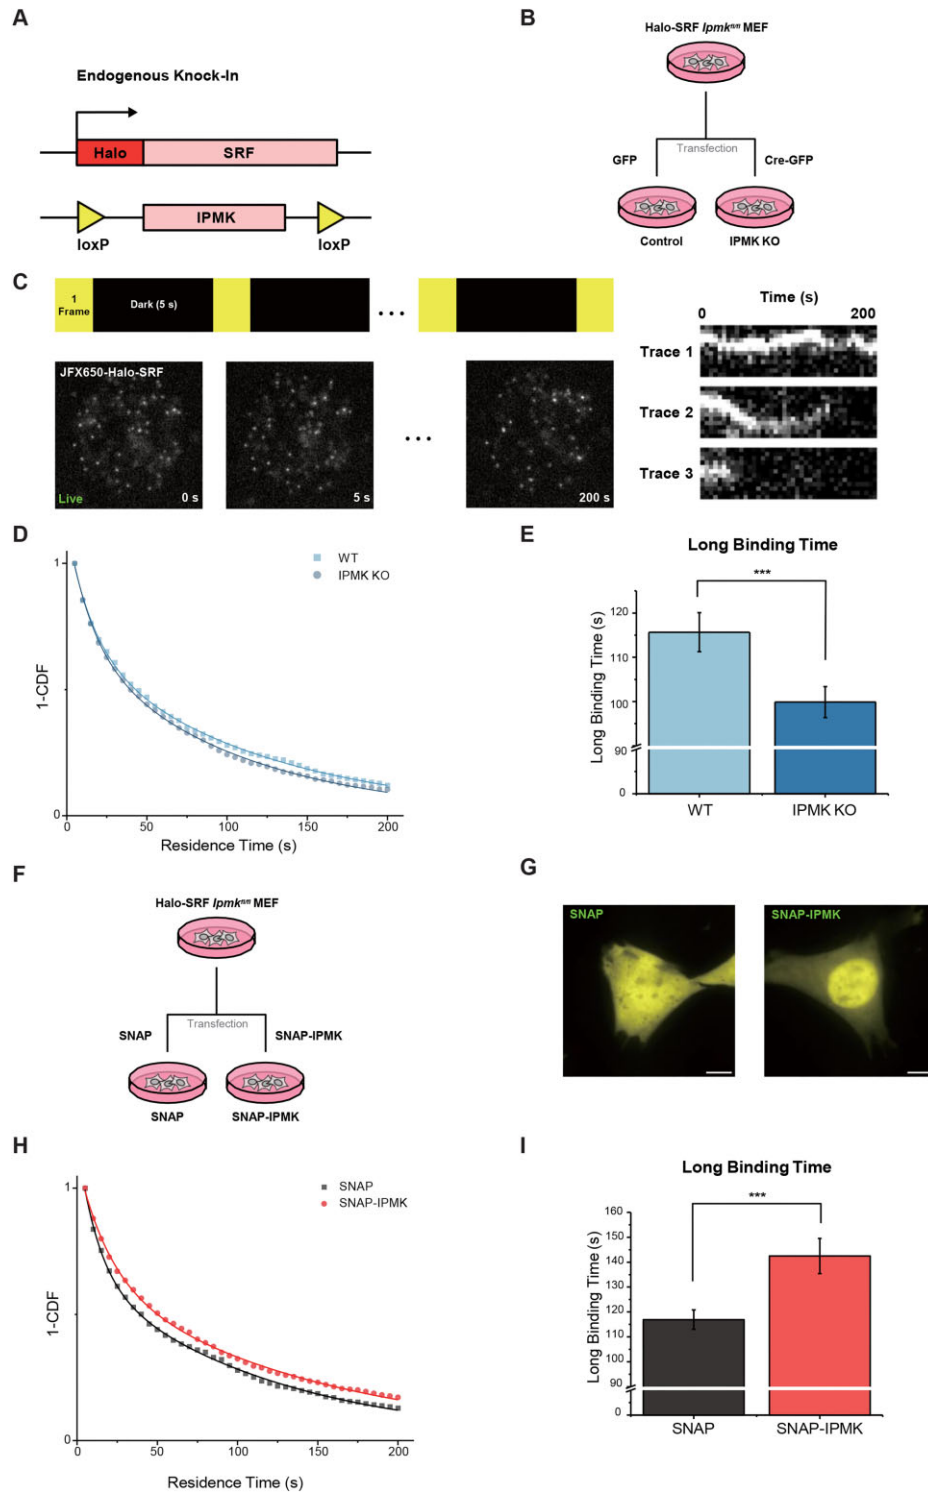 A
Endogenous Knock-In
Halo
SRF
IPMK
loxP
loxP
B
Halo-SRF Ipmkfl/fl MEF
GFP
Transfection
Cre-GFP
Control
IPMK KO
C
1
Frame
Dark (5 s)
...
JFX650-Halo-SRF
Live
0 s
5 s
...
200 s
Time (s)
0
200
Trace 1
Trace 2
Trace 3
D
WT
IPMK KO
1
1-CDF
0
0
50
100
150
200
Residence Time (s)
E
Long Binding Time
***
Long Binding Time (s)
120
110
100
90
0
WT
IPMK KO
F
Halo-SRF Ipmkfl/fl MEF
SNAP
Transfection
SNAP-IPMK
SNAP
SNAP-IPMK
G
SNAP
SNAP-IPMK
H
SNAP
SNAP-IPMK
1
1-CDF
0
0
50
100
150
200
Residence Time (s)
I
Long Binding Time
***
Long Binding Time (s)
150
140
130
120
110
100
90
0
SNAP
SNAP-IPMK